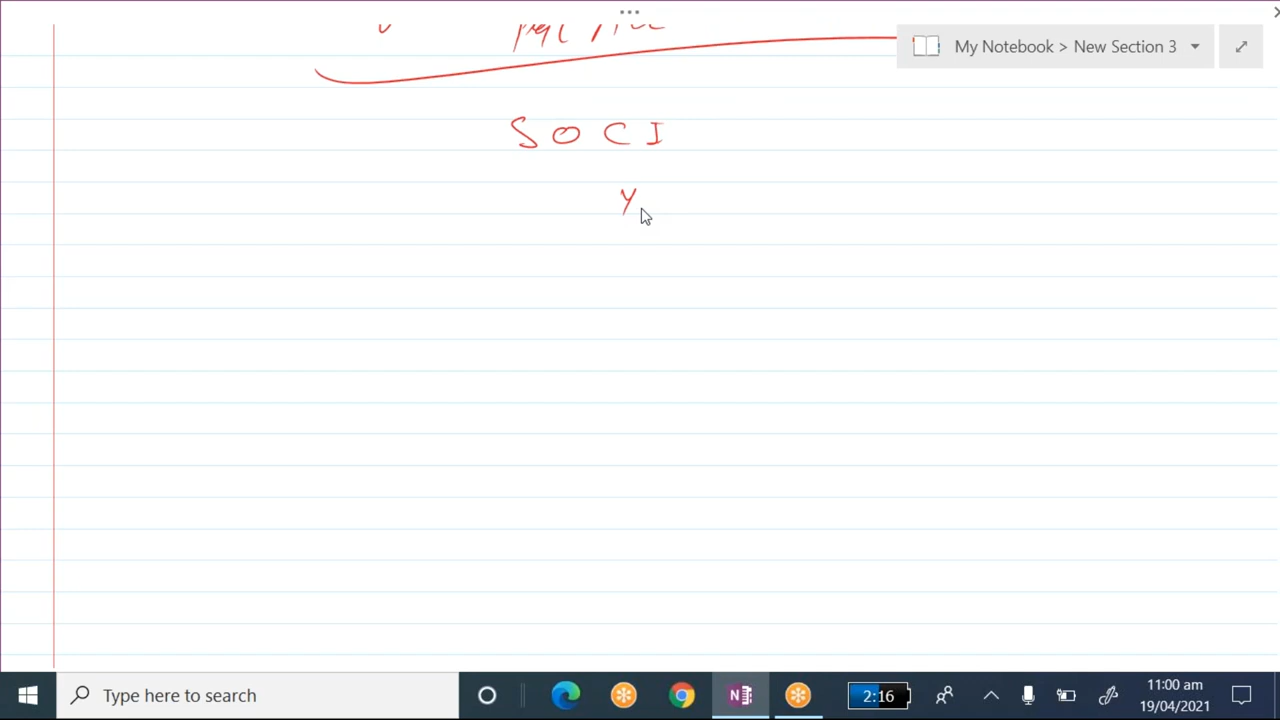 My Notebook > New Section 3
S O C I
Y
Type here to search
2:16
11:00 am
19/04/2021